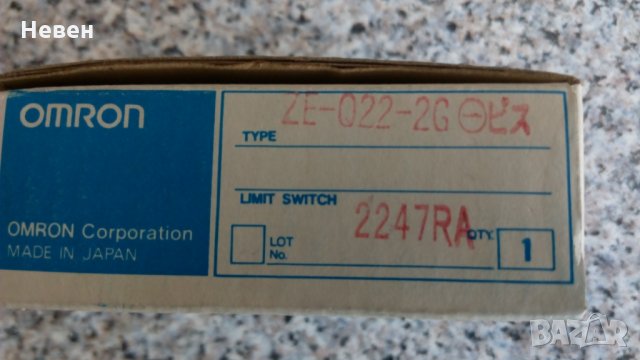 Невен
OMRON
ZE-Q22-2G ⊖ビス
TYPE
LIMIT SWITCH
OMRON Corporation
MADE IN JAPAN
LOT No.
2247RA
QTY.
1
BAZAR